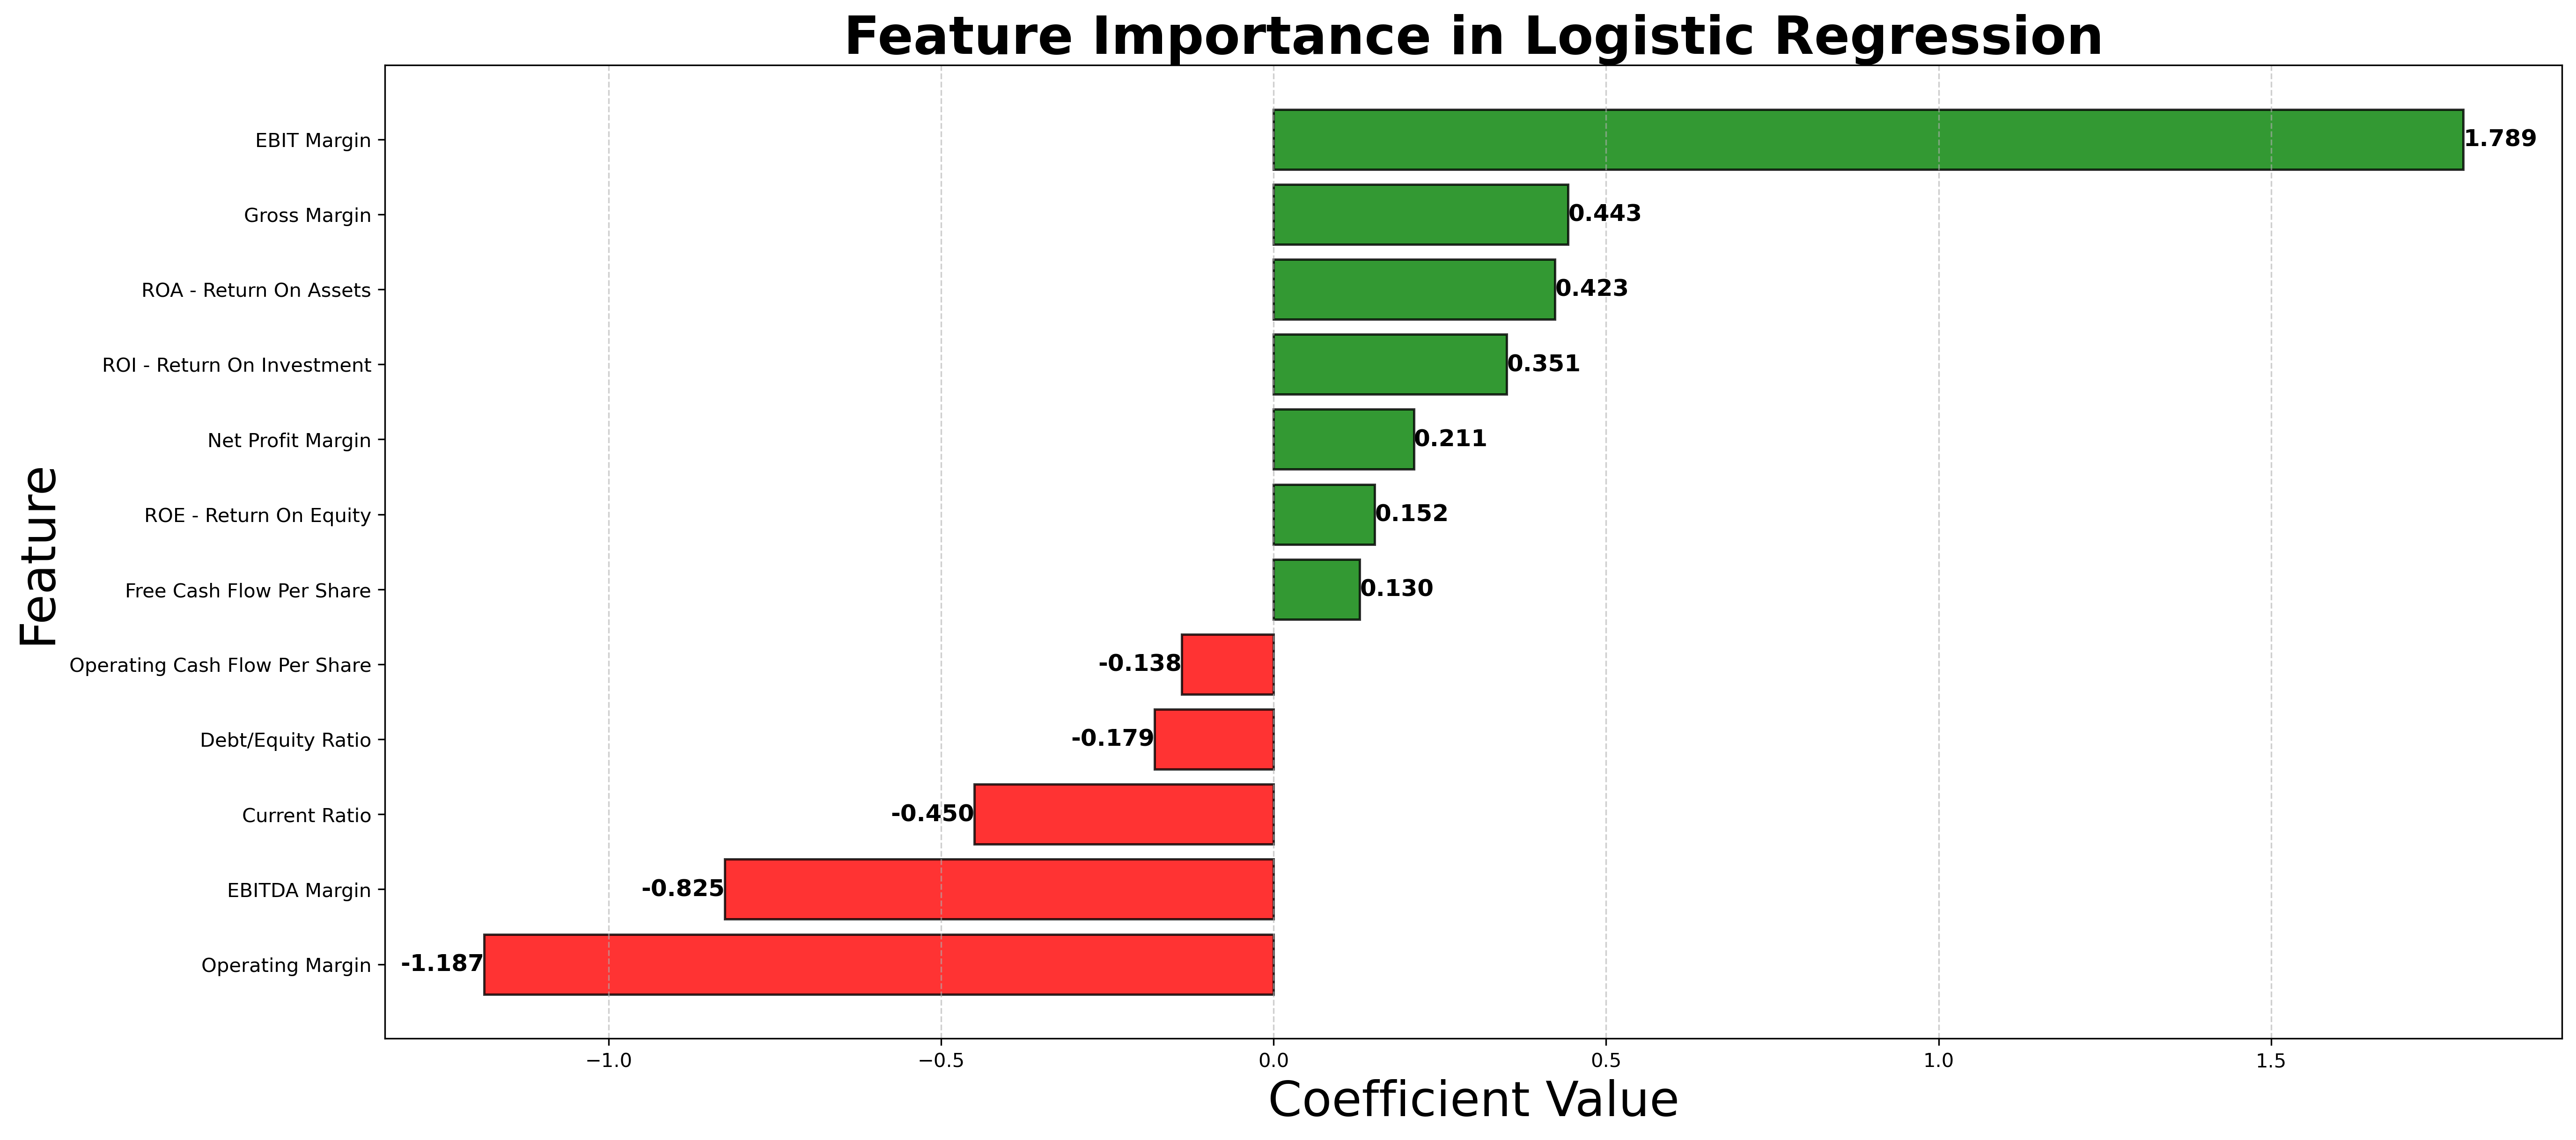 Feature Importance in Logistic Regression
EBIT Margin
1.789
Gross Margin
0.443
ROA - Return On Assets
0.423
ROI - Return On Investment
0.351
Net Profit Margin
0.211
ROE - Return On Equity
0.152
Free Cash Flow Per Share
0.130
Operating Cash Flow Per Share
-0.138
Debt/Equity Ratio
-0.179
Current Ratio
-0.450
EBITDA Margin
-0.825
Operating Margin
-1.187
Feature
−1.0
−0.5
0.0
0.5
1.0
1.5
Coefficient Value